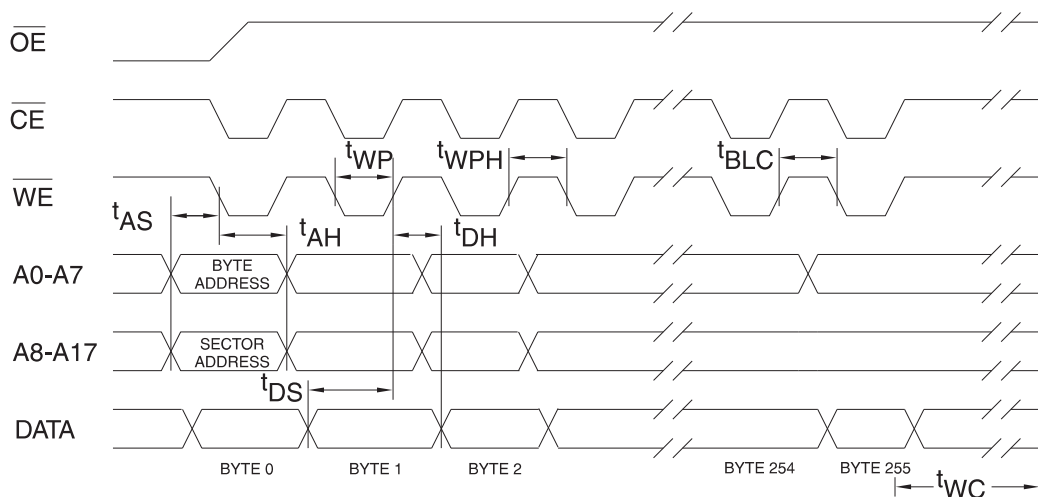 OE
CE
tWP
tWPH
tBLC
WE
tAS
tAH
tDH
A0-A7
BYTE
ADDRESS
A8-A17
SECTOR
ADDRESS
tDS
DATA
BYTE 0
BYTE 1
BYTE 2
BYTE 254
BYTE 255
tWC